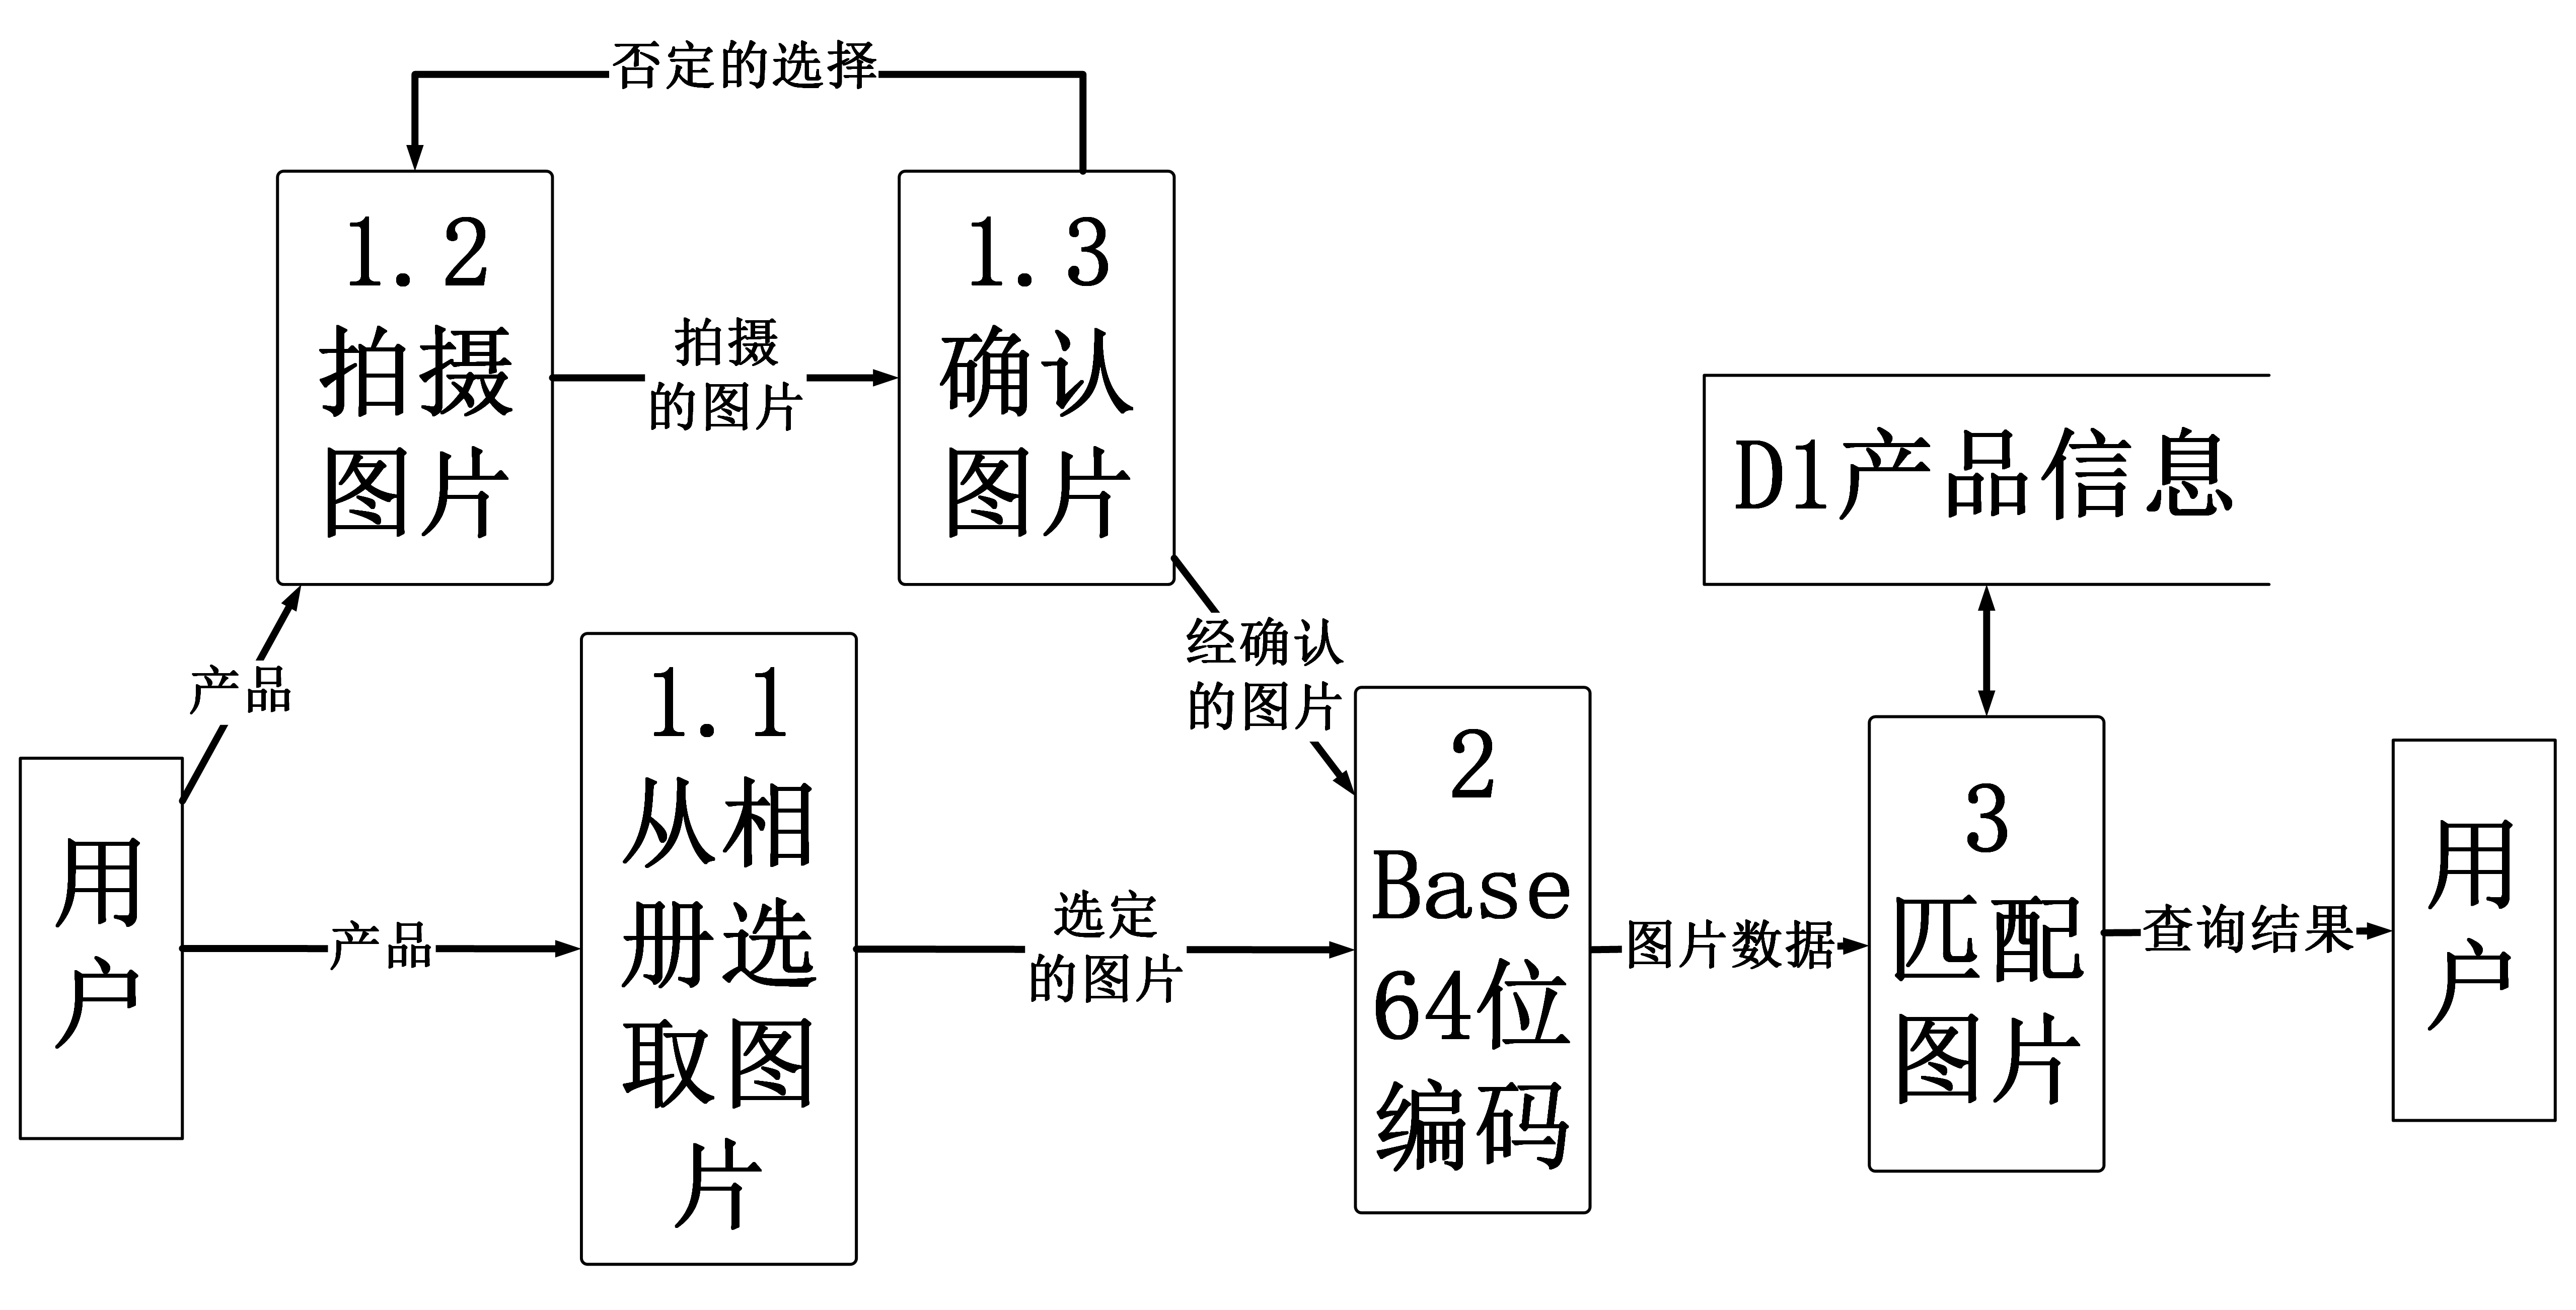 否定的选择
1.2
拍摄
图片
拍摄
的图片
1.3
确认
图片
D1产品信息
产品
经确认
的图片
用
户
产品
1.1
从相
册选
取图
片
选定
的图片
2
Base
64位
编码
图片数据
3
匹配
图片
查询结果
用
户